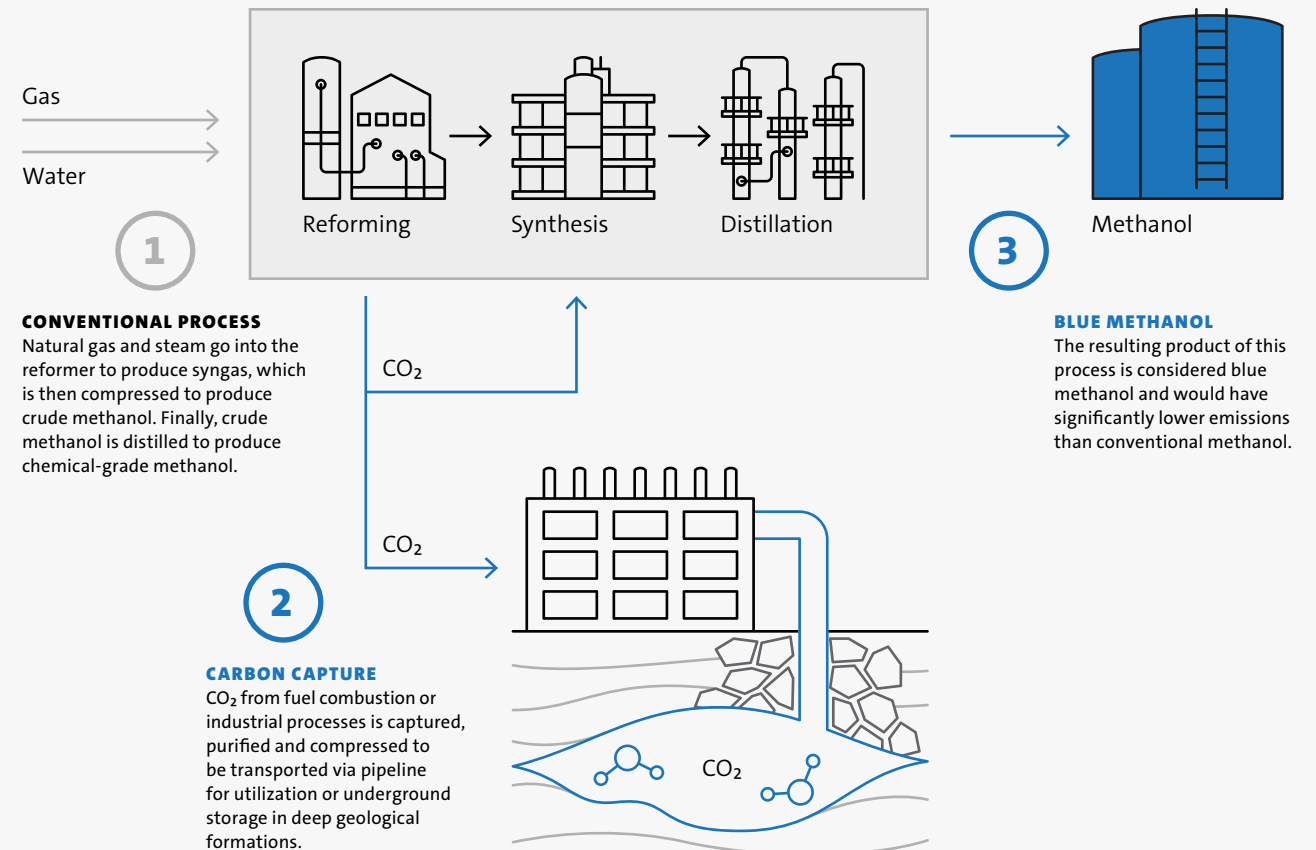 Gas
Water
Reforming
Synthesis
Distillation
Methanol
1
CONVENTIONAL PROCESS
Natural gas and steam go into the
reformer to produce syngas, which
is then compressed to produce
crude methanol. Finally, crude
methanol is distilled to produce
chemical-grade methanol.
3
BLUE METHANOL
The resulting product of this
process is considered blue
methanol and would have
significantly lower emissions
than conventional methanol.
CO₂
CO₂
2
CARBON CAPTURE
CO₂ from fuel combustion or
industrial processes is captured,
purified and compressed to
be transported via pipeline
for utilization or underground
storage in deep geological
formations.
CO₂